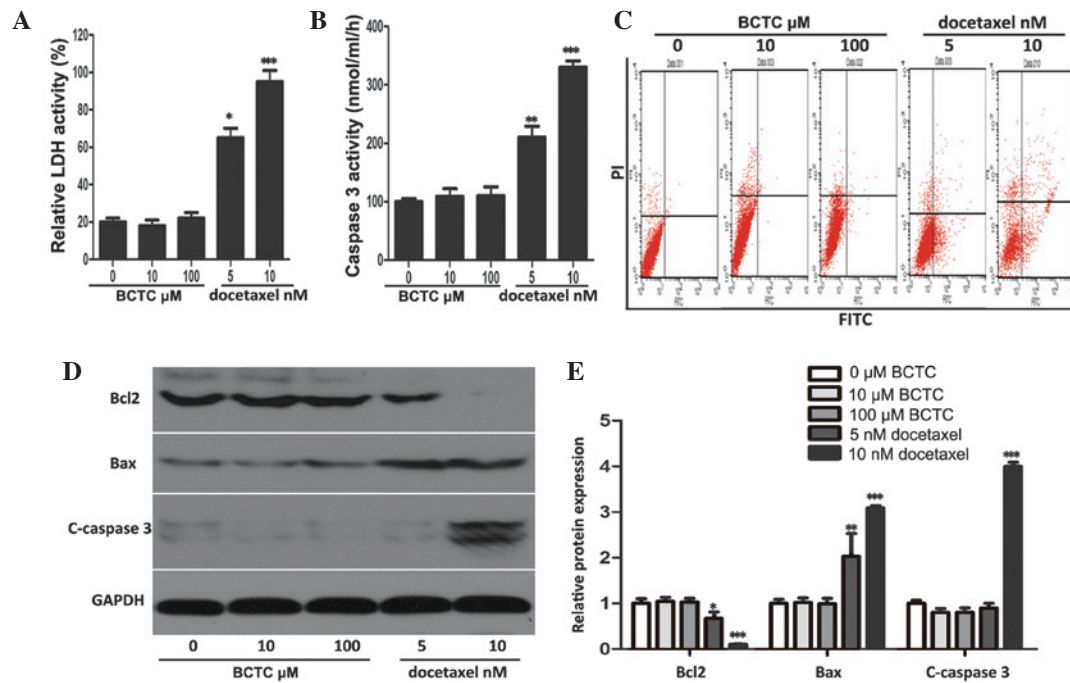 A
Relative LDH activity (%)
120
100
80
60
40
20
0
*
***
0 10 100 5 10
BCTC µM docetaxel nM
B
Caspase 3 activity (nmol/ml/h)
400
300
200
100
0
**
***
0 10 100 5 10
BCTC µM docetaxel nM
C
BCTC µM docetaxel nM
0 10 100 5 10
PI
FITC
D
Bcl2
Bax
C-caspase 3
GAPDH
0 10 100 5 10
BCTC µM docetaxel nM
E
0 µM BCTC
10 µM BCTC
100 µM BCTC
5 nM docetaxel
10 nM docetaxel
Relative protein expression
5
4
3
2
1
0
*
***
**
***
***
Bcl2 Bax C-caspase 3